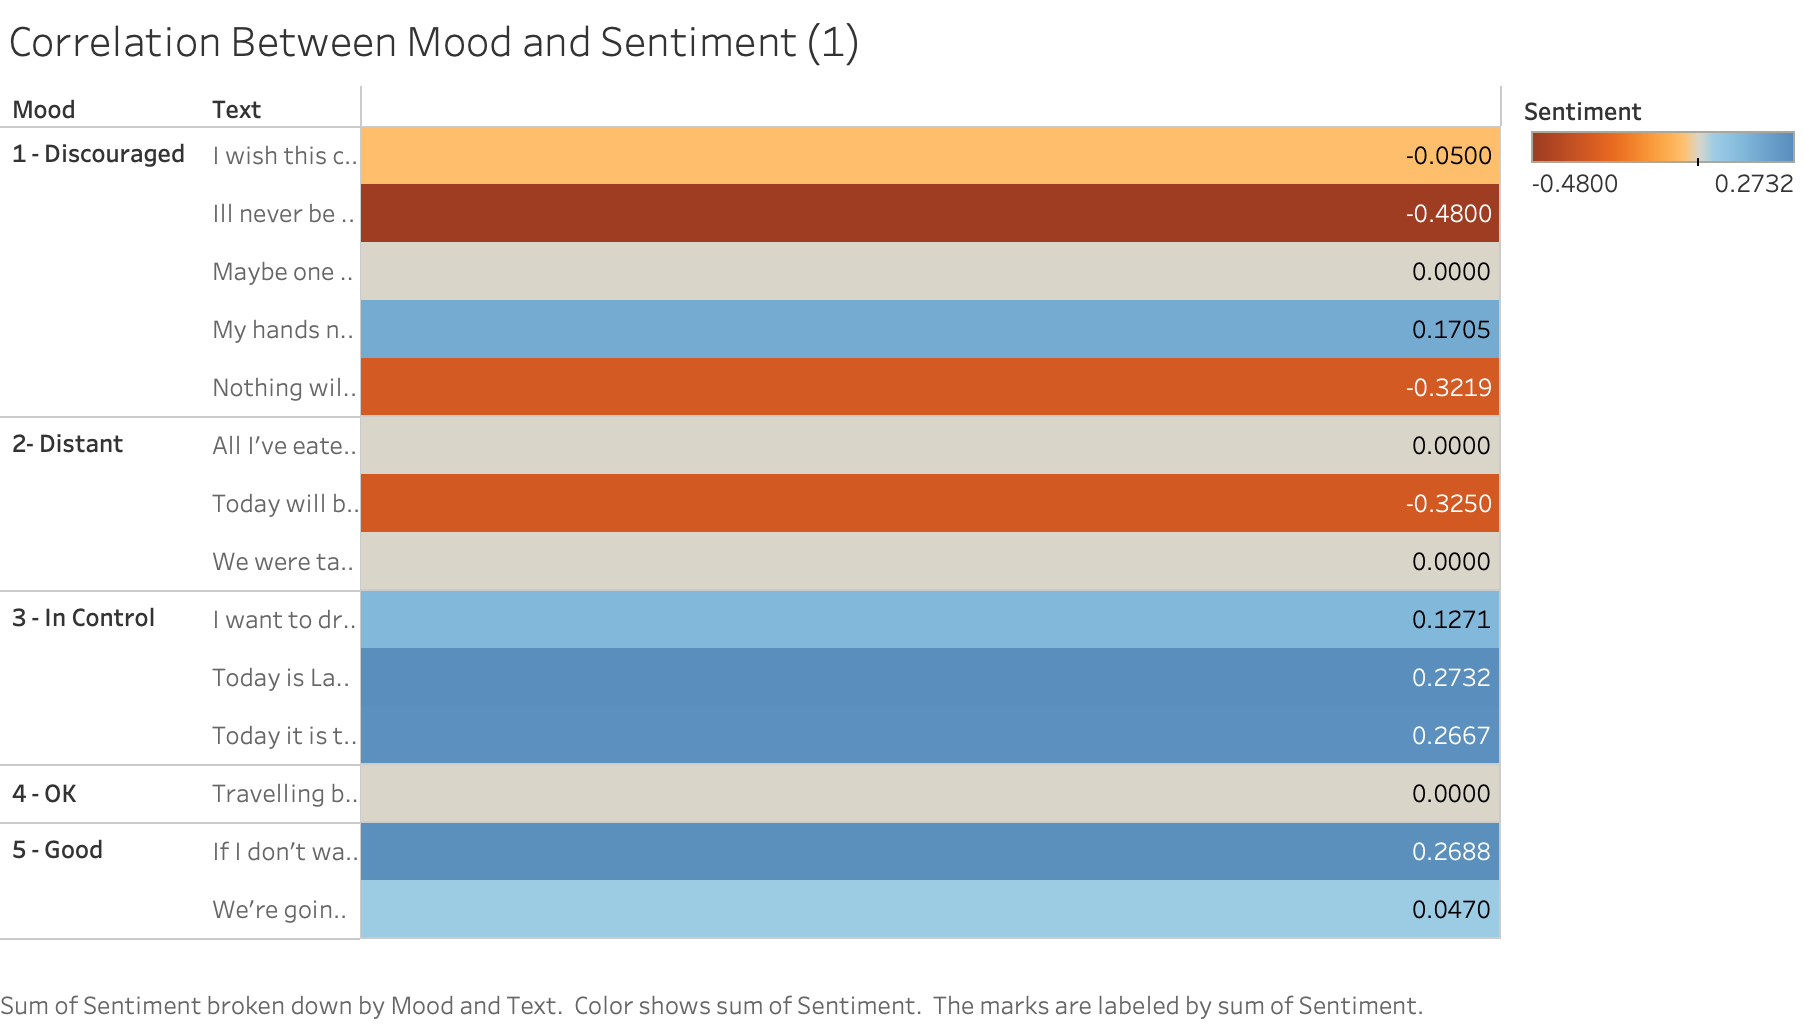 Correlation Between Mood and Sentiment (1)
Mood Text
1 - Discouraged I wish this c.. -0.0500
Ill never be .. -0.4800
Maybe one .. 0.0000
My hands n.. 0.1705
Nothing wil.. -0.3219
2- Distant All I’ve eate.. 0.0000
Today will b.. -0.3250
We were ta.. 0.0000
3 - In Control I want to dr.. 0.1271
Today is La.. 0.2732
Today it is t.. 0.2667
4 - OK Travelling b.. 0.0000
5 - Good If I don’t wa.. 0.2688
We’re goin.. 0.0470
Sentiment
-0.4800 0.2732
Sum of Sentiment broken down by Mood and Text.  Color shows sum of Sentiment.  The marks are labeled by sum of Sentiment.